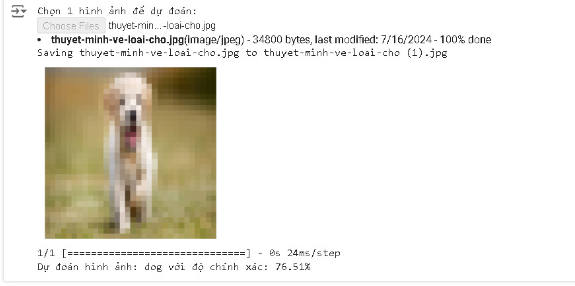 Chọn 1 hình ảnh để dự đoán:
Choose Files thuyet-min...-loai-cho.jpg
• thuyet-minh-ve-loai-cho.jpg(image/jpeg) - 34800 bytes, last modified: 7/16/2024 - 100% done
Saving thuyet-minh-ve-loai-cho.jpg to thuyet-minh-ve-loai-cho (1).jpg
1/1 [==============================] - 0s 24ms/step
Dự đoán hình ảnh: dog với độ chính xác: 76.51%